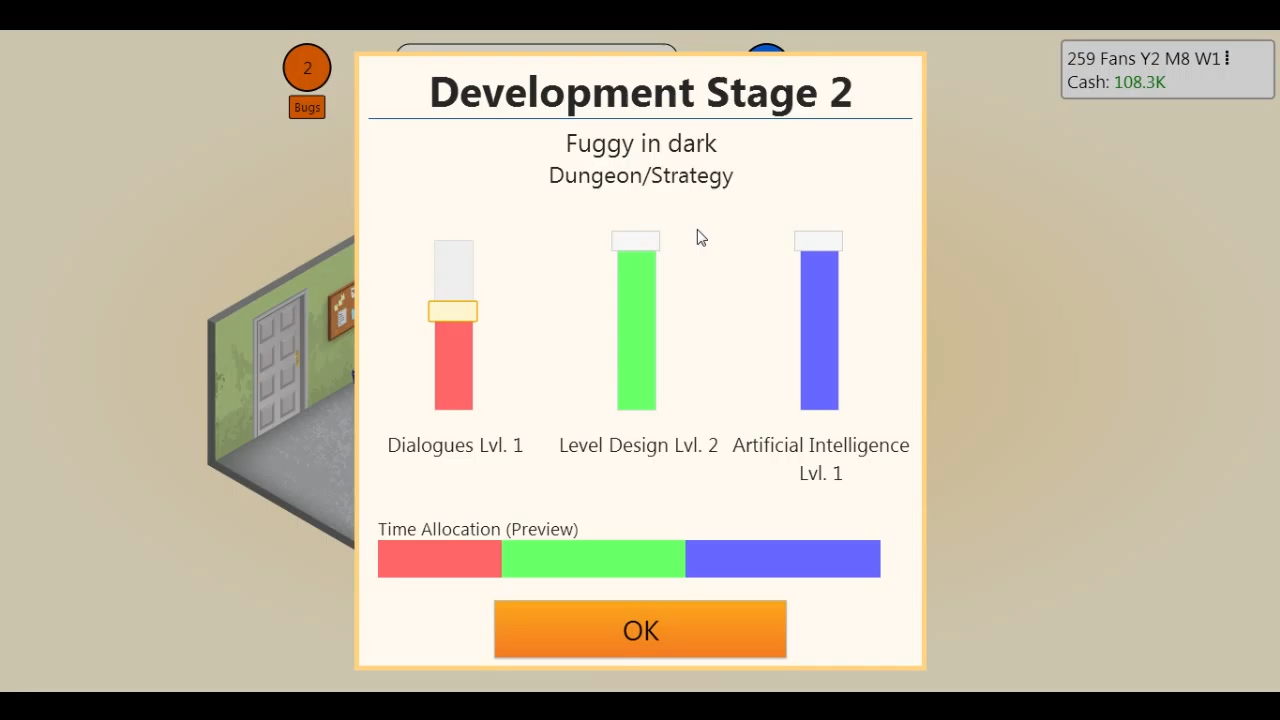 2
Bugs
259 Fans Y2 M8 W1
Cash: 108.3K
Development Stage 2
Fuggy in dark
Dungeon/Strategy
Dialogues Lvl. 1
Level Design Lvl. 2
Artificial Intelligence
Lvl. 1
Time Allocation (Preview)
OK